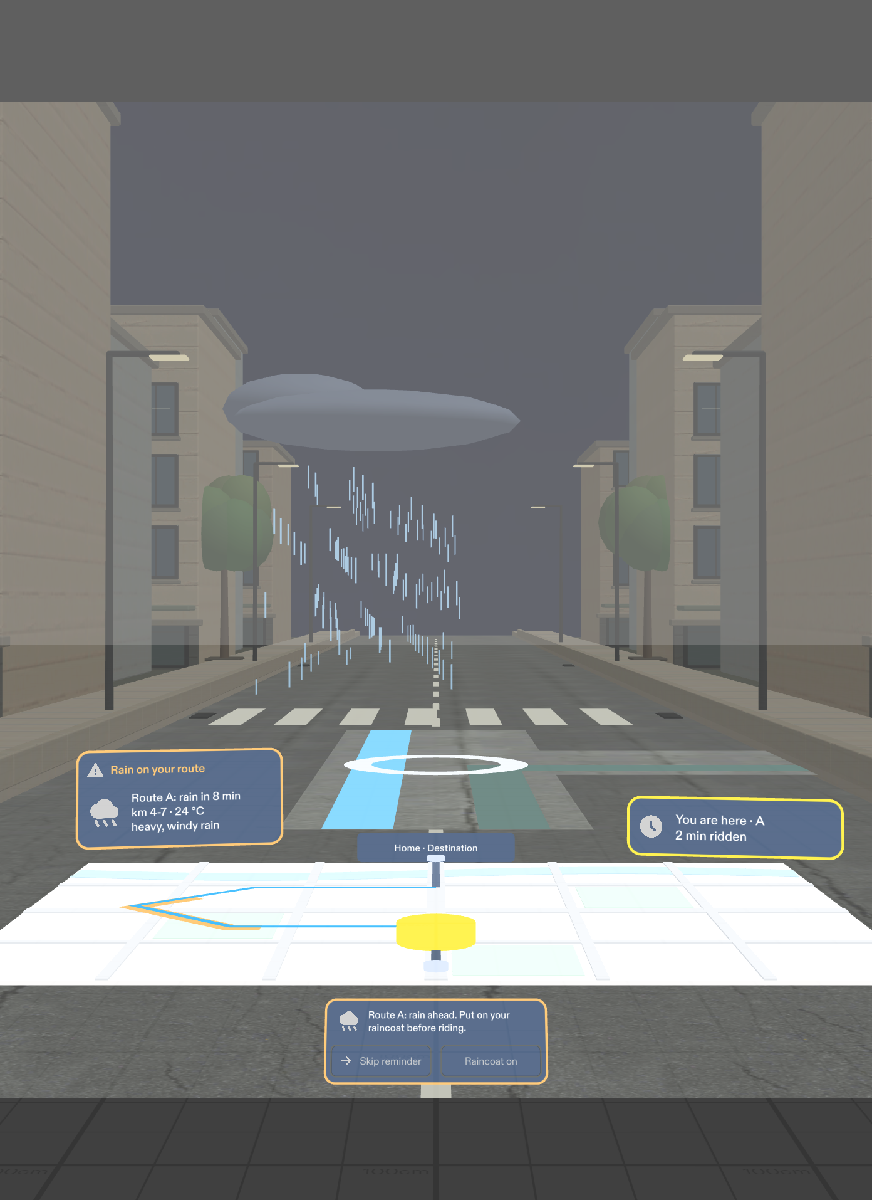 Rain on your route
Route A: rain in 8 min
km 4-7 · 24 °C
heavy, windy rain
You are here · A
2 min ridden
Home · Destination
Route A: rain ahead. Put on your
raincoat before riding.
Skip reminder
Raincoat on